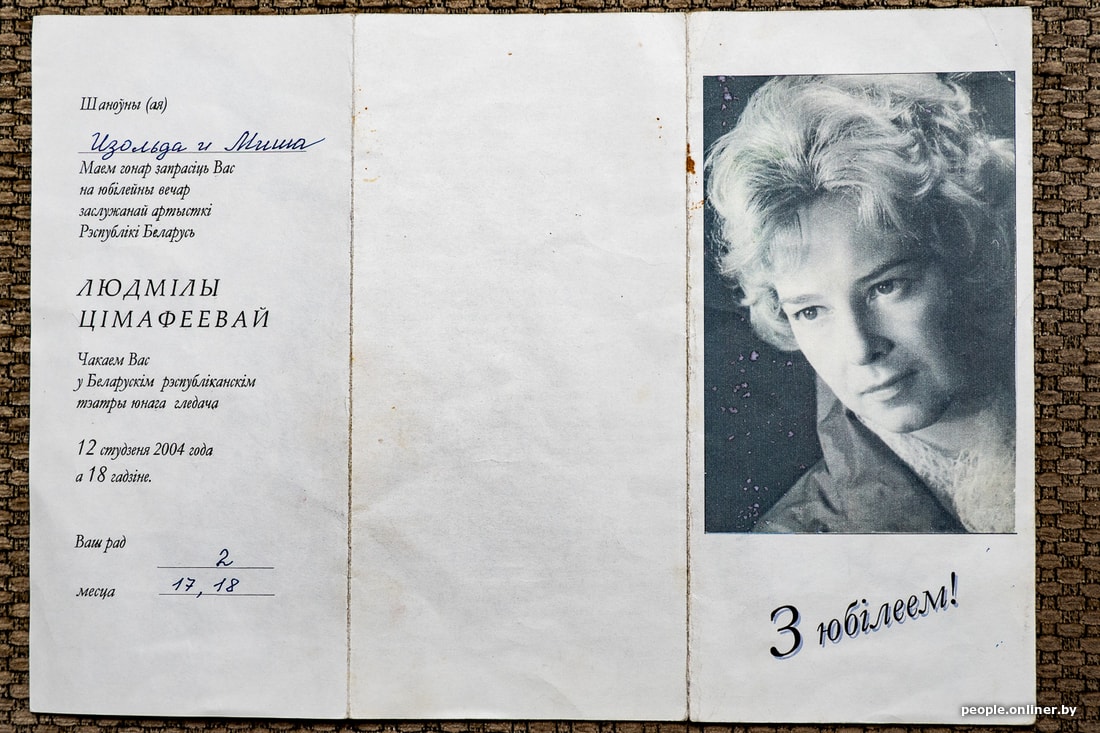 Шаноўны (ая)
Изольда и Миша
Маем гонар запрасіць Вас
на юбілейны вечар
заслужанай артысткі
Рэспублікі Беларусь
ЛЮДМІЛЫ
ЦІМАФЕЕВАЙ
Чакаем Вас
у Беларускім рэспубліканскім
тэатры юнага гледача
12 студзеня 2004 года
а 18 гадзіне.
Ваш рад
2
месца 17, 18
З юбілеем!
people.onliner.by